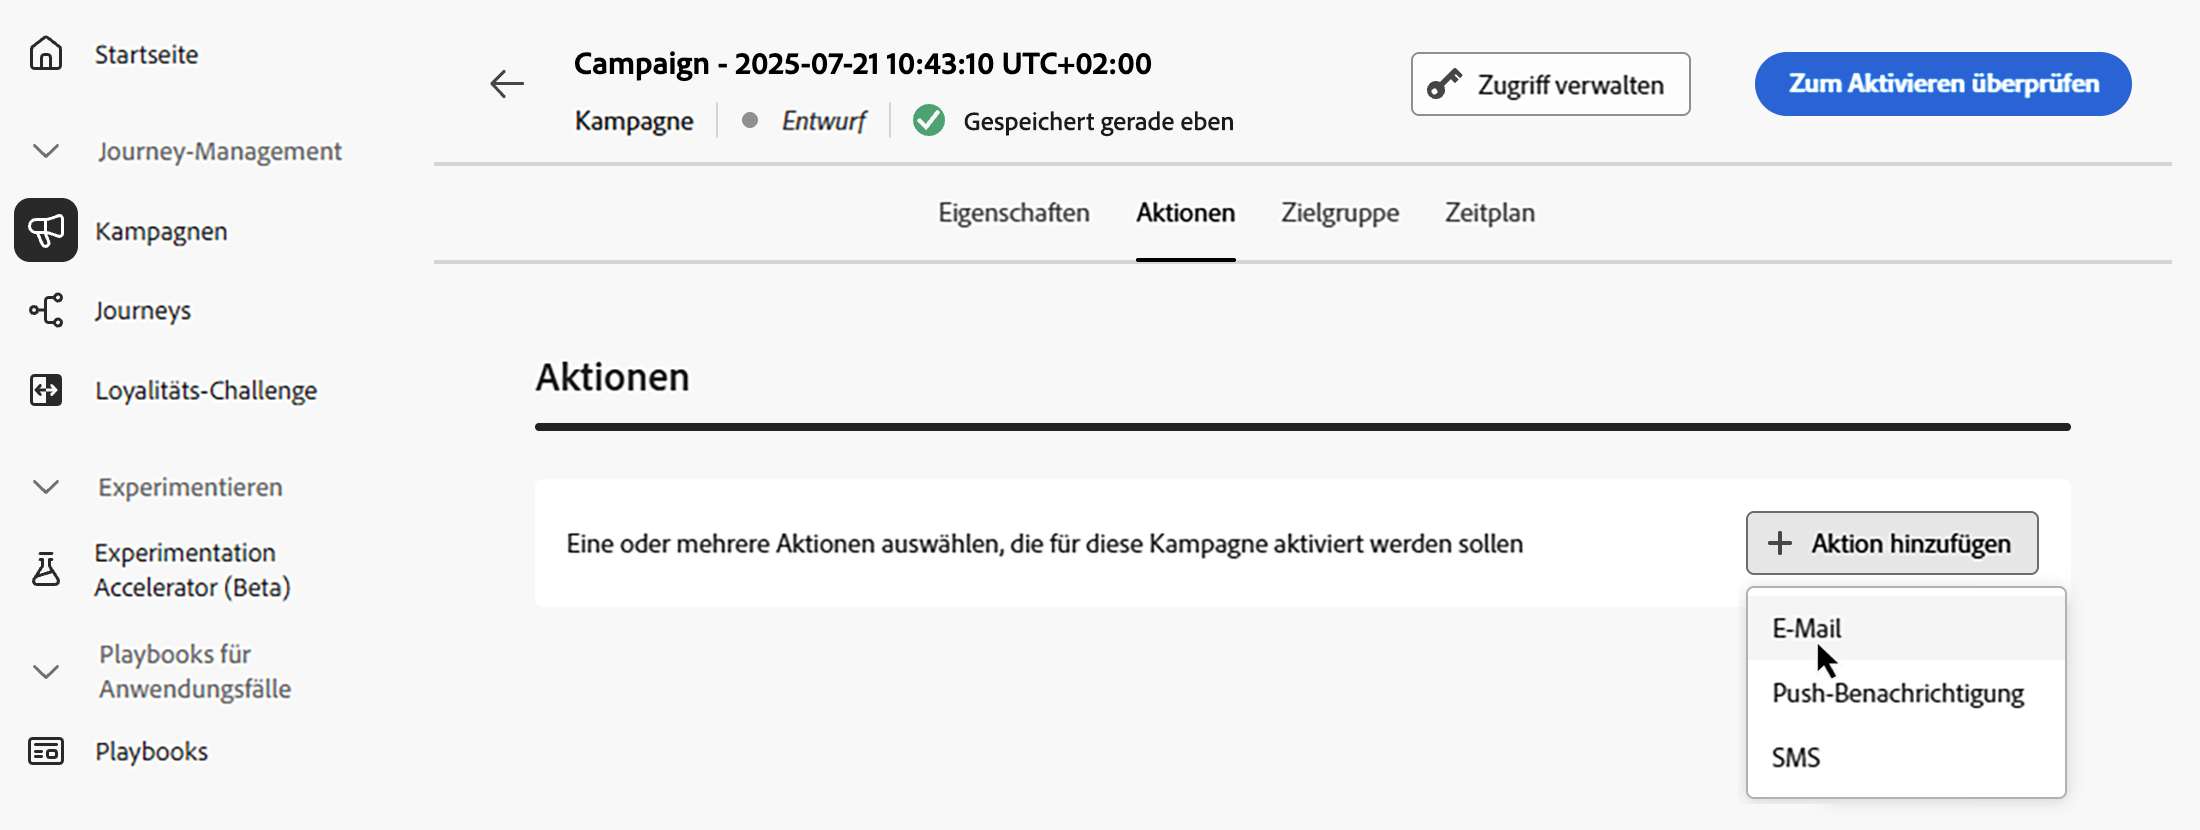 Startseite
Journey-Management
Kampagnen
Journeys
Loyalitäts-Challenge
Experimentieren
Experimentation
Accelerator (Beta)
Playbooks für
Anwendungsfälle
Playbooks
Campaign - 2025-07-21 10:43:10 UTC+02:00
Kampagne
Entwurf
Gespeichert gerade eben
Zugriff verwalten
Zum Aktivieren überprüfen
Eigenschaften
Aktionen
Zielgruppe
Zeitplan
Aktionen
Eine oder mehrere Aktionen auswählen, die für diese Kampagne aktiviert werden sollen
Aktion hinzufügen
E-Mail
Push-Benachrichtigung
SMS